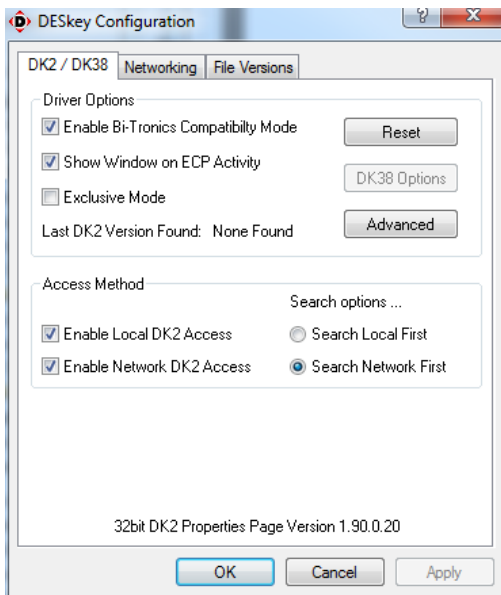 DESkey Configuration
DK2 / DK38
Networking
File Versions
Driver Options
Enable Bi-Tronics Compatibilty Mode
Reset
Show Window on ECP Activity
DK38 Options
Exclusive Mode
Last DK2 Version Found: None Found
Advanced
Access Method
Search options ...
Enable Local DK2 Access
Search Local First
Enable Network DK2 Access
Search Network First
32bit DK2 Properties Page Version 1.90.0.20
OK
Cancel
Apply